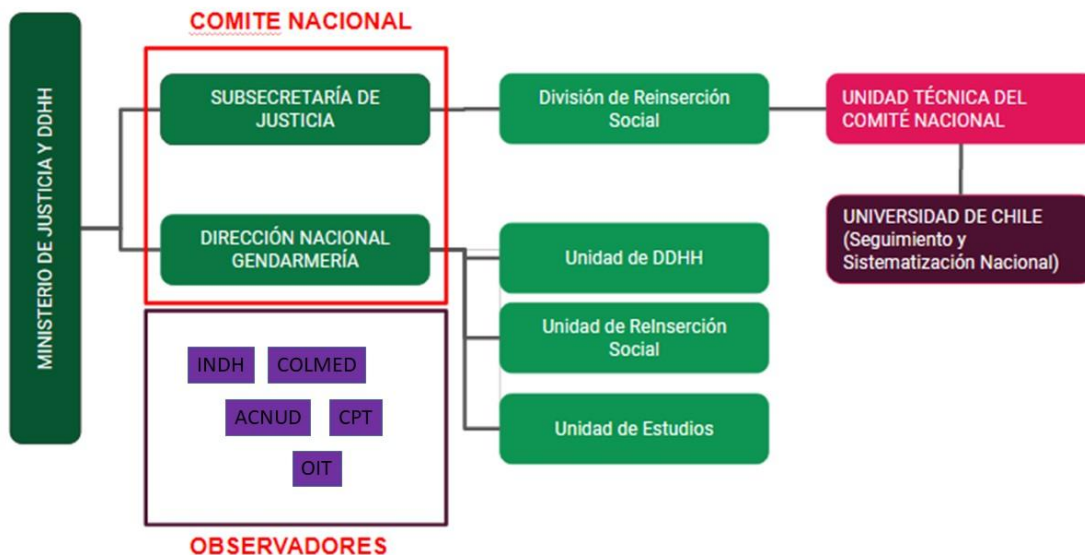 COMITE NACIONAL
MINISTERIO DE JUSTICIA Y DDHH
SUBSECRETARÍA DE
JUSTICIA
División de Reinserción
Social
UNIDAD TÉCNICA DEL
COMITÉ NACIONAL
DIRECCIÓN NACIONAL
GENDARMERÍA
Unidad de DDHH
UNIVERSIDAD DE CHILE
(Seguimiento y
Sistematización Nacional)
Unidad de ReInserción
Social
Unidad de Estudios
INDH
COLMED
ACNUD
CPT
OIT
OBSERVADORES